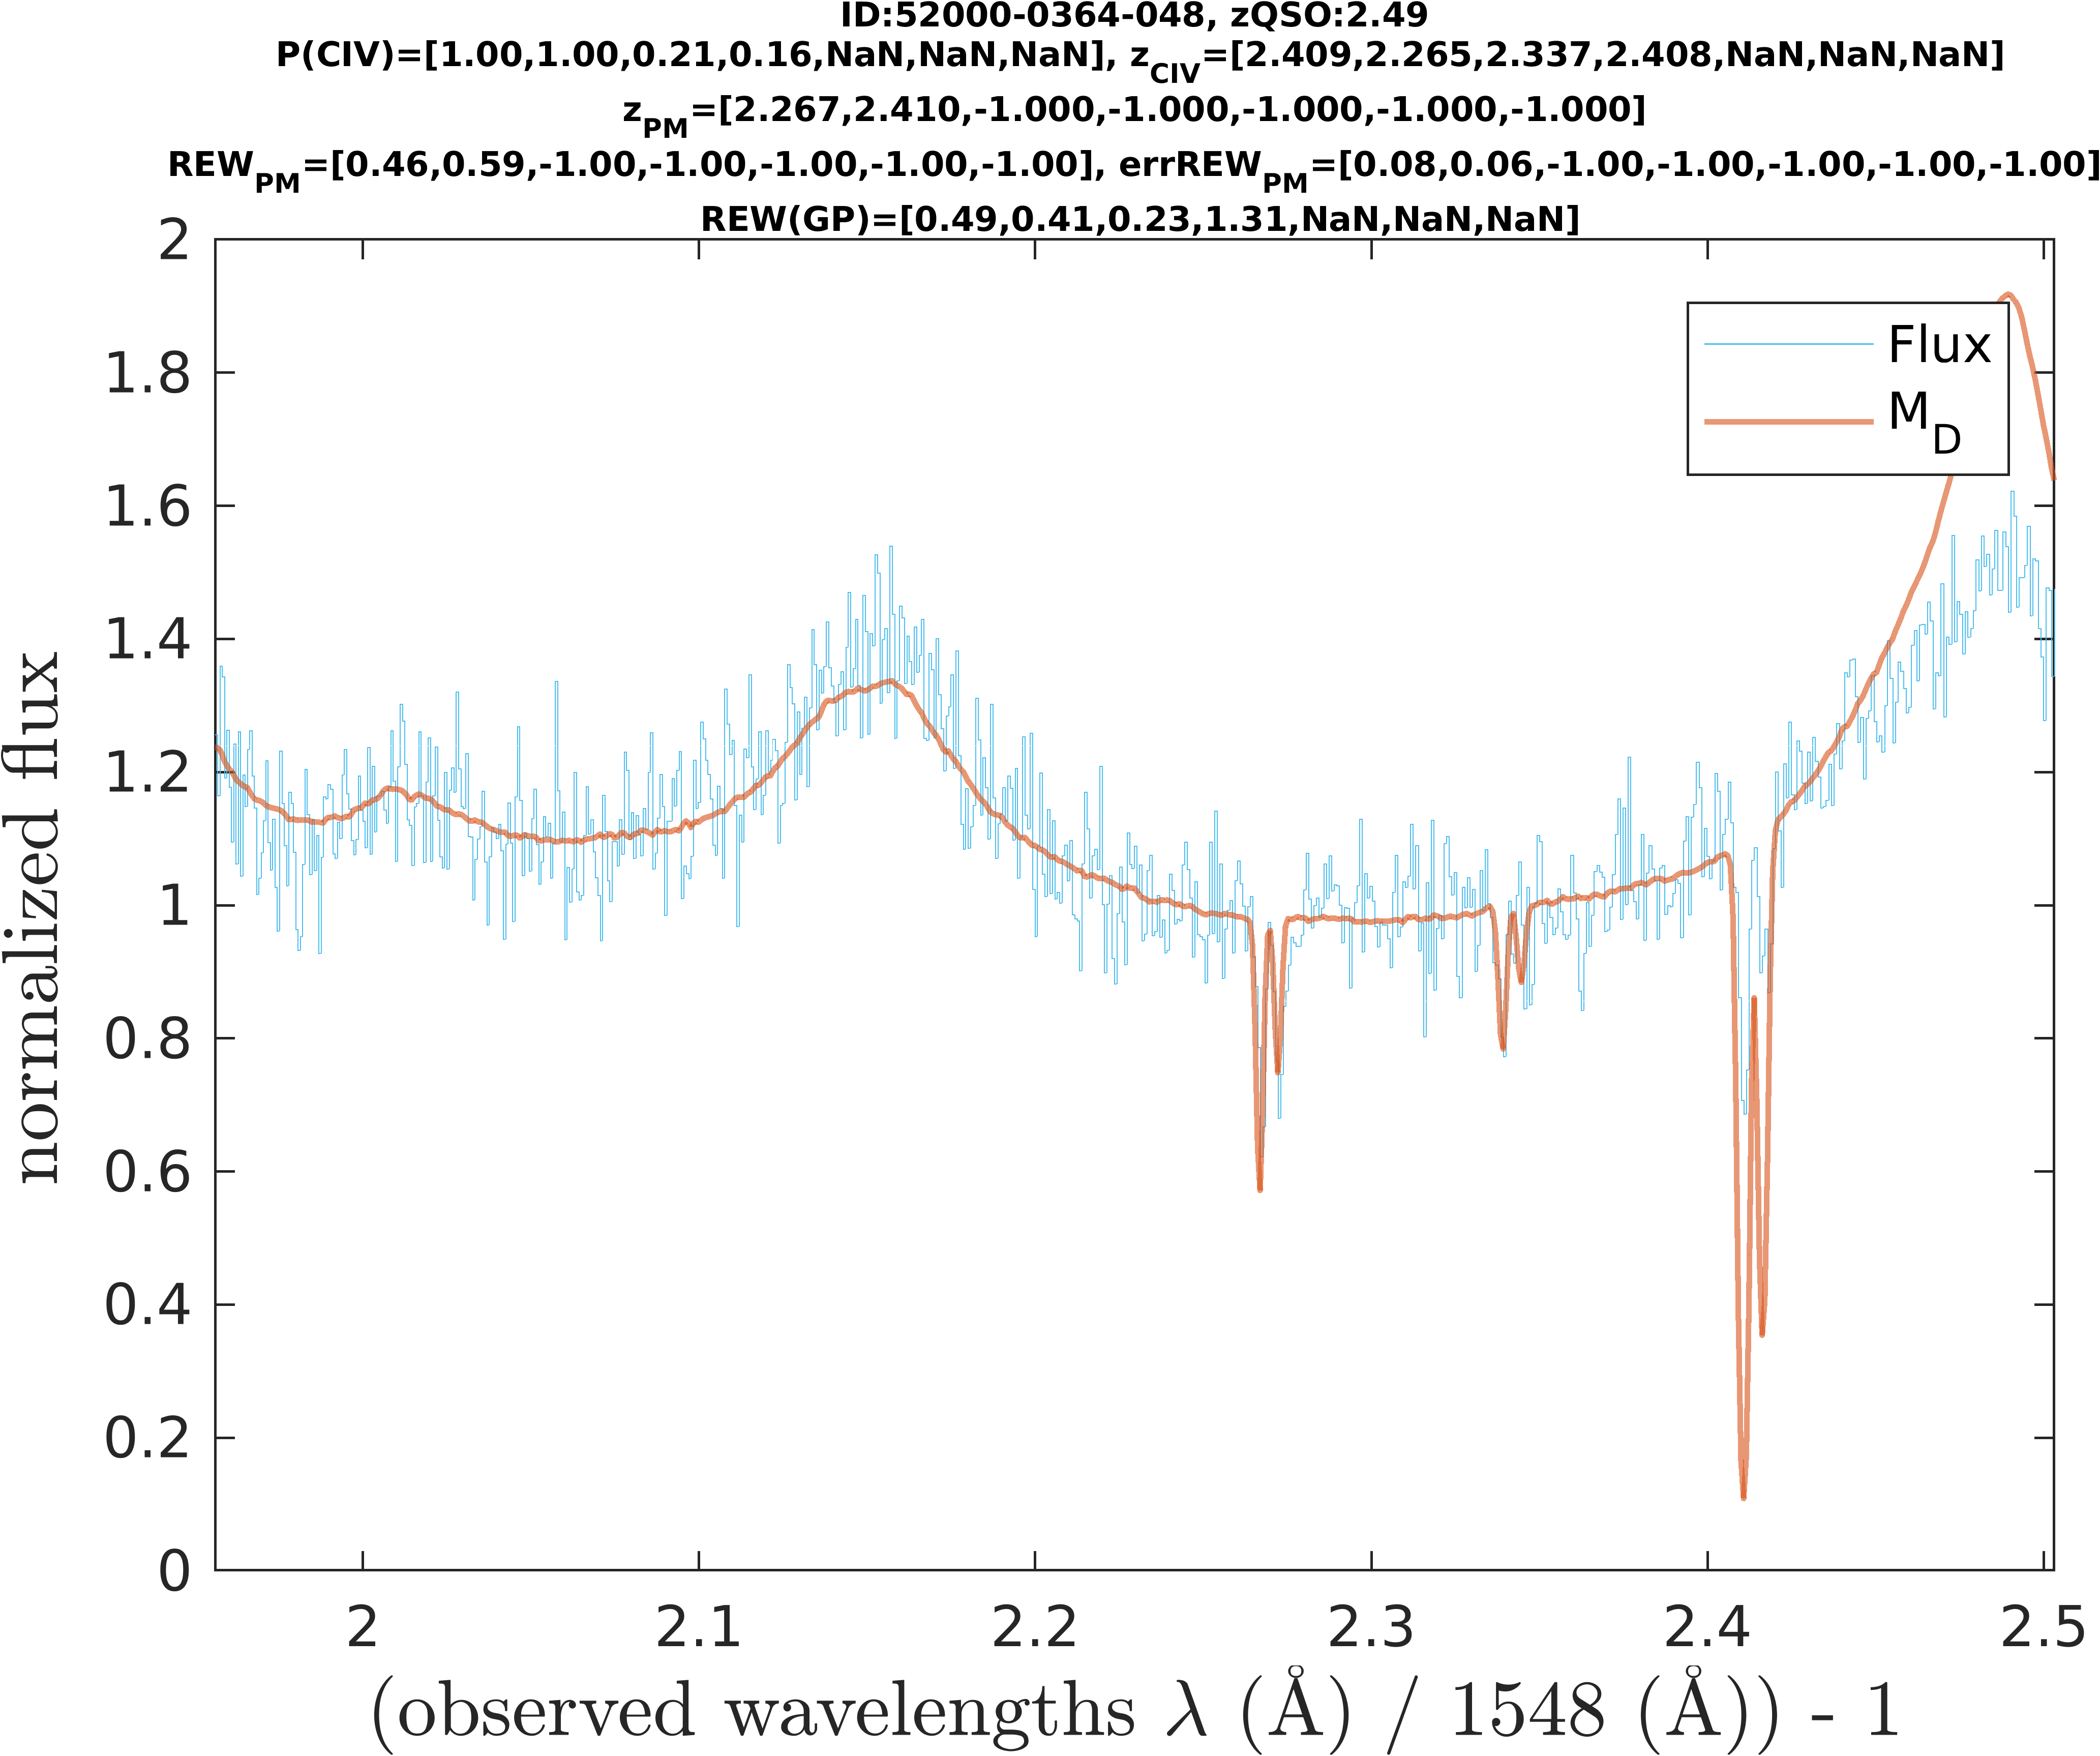 ID:52000-0364-048, zQSO:2.49
P(CIV)=[1.00,1.00,0.21,0.16,NaN,NaN,NaN], zCIV=[2.409,2.265,2.337,2.408,NaN,NaN,NaN]
zPM=[2.267,2.410,-1.000,-1.000,-1.000,-1.000,-1.000]
REWPM=[0.46,0.59,-1.00,-1.00,-1.00,-1.00,-1.00], errREWPM=[0.08,0.06,-1.00,-1.00,-1.00,-1.00,-1.00]
REW(GP)=[0.49,0.41,0.23,1.31,NaN,NaN,NaN]
2
1.8
1.6
1.4
1.2
1
0.8
0.6
0.4
0.2
0
normalized flux
Flux
MD
2 2.1 2.2 2.3 2.4 2.5
(observed wavelengths λ (Å) / 1548 (Å)) - 1